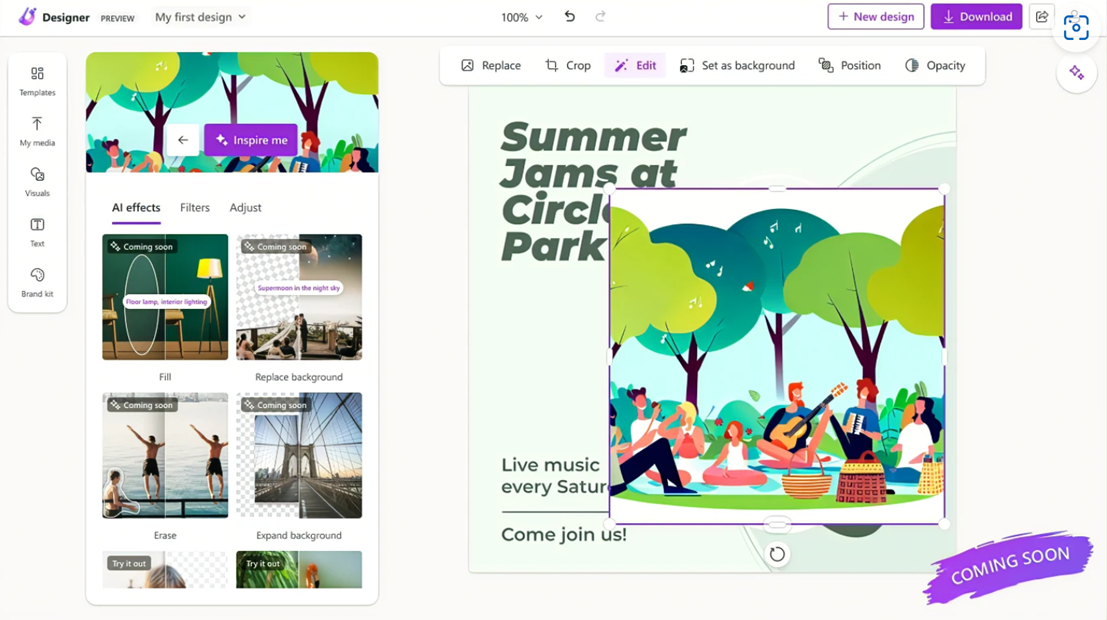 Designer PREVIEW My first design
100%
New design
Download
Templates
My media
Visuals
Text
Brand kit
Inspire me
AI effects Filters Adjust
Coming soon
Floor lamp, interior lighting
Fill
Coming soon
Supermoon in the night sky
Replace background
Coming soon
Erase
Coming soon
Expand background
Try it out
Try it out
Replace Crop Edit Set as background Position Opacity
Summer
Jams at
Circle
Park
Live music
every Satur
Come join us!
COMING SOON